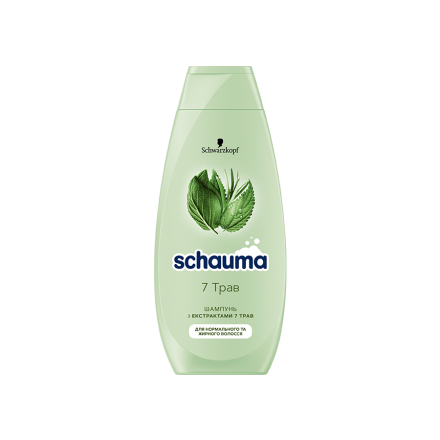 Schwarzkopf
schauma
7 Трав
ШАМПУНЬ
З ЕКСТРАКТАМИ 7 ТРАВ
ДЛЯ НОРМАЛЬНОГО ТА
ЖИРНОГО ВОЛОССЯ